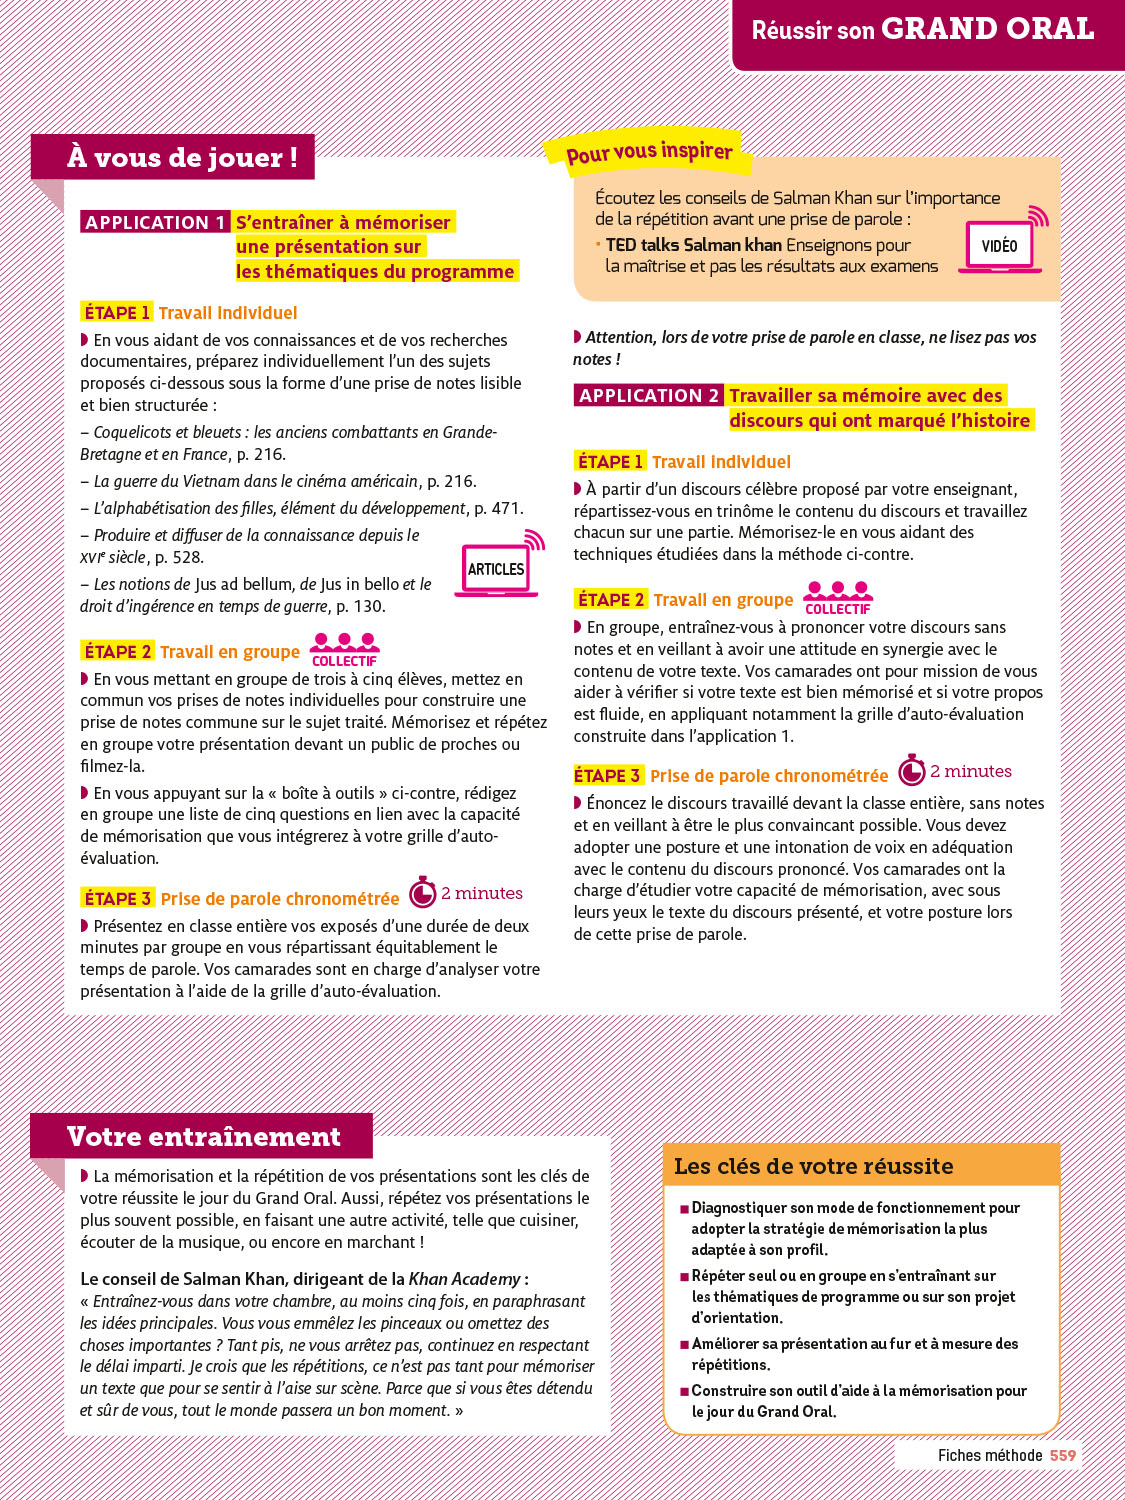 Réussir son GRAND ORAL
À vous de jouer !
APPLICATION 1 S’entraîner à mémoriser
une présentation sur
les thématiques du programme
ÉTAPE 1 Travail individuel
◗ En vous aidant de vos connaissances et de vos recherches
documentaires, préparez individuellement l’un des sujets
proposés ci-dessous sous la forme d’une prise de notes lisible
et bien structurée :
– Coquelicots et bleuets : les anciens combattants en Grande-
Bretagne et en France, p. 216.
– La guerre du Vietnam dans le cinéma américain, p. 216.
– L’alphabétisation des filles, élément du développement, p. 471.
– Produire et diffuser de la connaissance depuis le
XVIe siècle, p. 528.
– Les notions de Jus ad bellum, de Jus in bello et le
droit d’ingérence en temps de guerre, p. 130.
ARTICLES
ÉTAPE 2 Travail en groupe
COLLECTIF
◗ En vous mettant en groupe de trois à cinq élèves, mettez en
commun vos prises de notes individuelles pour construire une
prise de notes commune sur le sujet traité. Mémorisez et répétez
en groupe votre présentation devant un public de proches ou
filmez-la.
◗ En vous appuyant sur la « boîte à outils » ci-contre, rédigez
en groupe une liste de cinq questions en lien avec la capacité
de mémorisation que vous intégrerez à votre grille d’auto-
évaluation.
ÉTAPE 3 Prise de parole chronométrée 2 minutes
◗ Présentez en classe entière vos exposés d’une durée de deux
minutes par groupe en vous répartissant équitablement le
temps de parole. Vos camarades sont en charge d’analyser votre
présentation à l’aide de la grille d’auto-évaluation.
Pour vous inspirer
Écoutez les conseils de Salman Khan sur l’importance
de la répétition avant une prise de parole :
• TED talks Salman khan Enseignons pour
la maîtrise et pas les résultats aux examens
VIDÉO
◗ Attention, lors de votre prise de parole en classe, ne lisez pas vos
notes !
APPLICATION 2 Travailler sa mémoire avec des
discours qui ont marqué l’histoire
ÉTAPE 1 Travail individuel
◗ À partir d’un discours célèbre proposé par votre enseignant,
répartissez-vous en trinôme le contenu du discours et travaillez
chacun sur une partie. Mémorisez-le en vous aidant des
techniques étudiées dans la méthode ci-contre.
ÉTAPE 2 Travail en groupe
COLLECTIF
◗ En groupe, entraînez-vous à prononcer votre discours sans
notes et en veillant à avoir une attitude en synergie avec le
contenu de votre texte. Vos camarades ont pour mission de vous
aider à vérifier si votre texte est bien mémorisé et si votre propos
est fluide, en appliquant notamment la grille d’auto-évaluation
construite dans l’application 1.
ÉTAPE 3 Prise de parole chronométrée 2 minutes
◗ Énoncez le discours travaillé devant la classe entière, sans notes
et en veillant à être le plus convaincant possible. Vous devez
adopter une posture et une intonation de voix en adéquation
avec le contenu du discours prononcé. Vos camarades ont la
charge d’étudier votre capacité de mémorisation, avec sous
leurs yeux le texte du discours présenté, et votre posture lors
de cette prise de parole.
Votre entraînement
◗ La mémorisation et la répétition de vos présentations sont les clés de
votre réussite le jour du Grand Oral. Aussi, répétez vos présentations le
plus souvent possible, en faisant une autre activité, telle que cuisiner,
écouter de la musique, ou encore en marchant !
Le conseil de Salman Khan, dirigeant de la Khan Academy :
« Entraînez-vous dans votre chambre, au moins cinq fois, en paraphrasant
les idées principales. Vous vous emmêlez les pinceaux ou omettez des
choses importantes ? Tant pis, ne vous arrêtez pas, continuez en respectant
le délai imparti. Je crois que les répétitions, ce n’est pas tant pour mémoriser
un texte que pour se sentir à l’aise sur scène. Parce que si vous êtes détendu
et sûr de vous, tout le monde passera un bon moment. »
Les clés de votre réussite
■ Diagnostiquer son mode de fonctionnement pour
adopter la stratégie de mémorisation la plus
adaptée à son profil.
■ Répéter seul ou en groupe en s’entraînant sur
les thématiques de programme ou sur son projet
d’orientation.
■ Améliorer sa présentation au fur et à mesure des
répétitions.
■ Construire son outil d’aide à la mémorisation pour
le jour du Grand Oral.
Fiches méthode 559